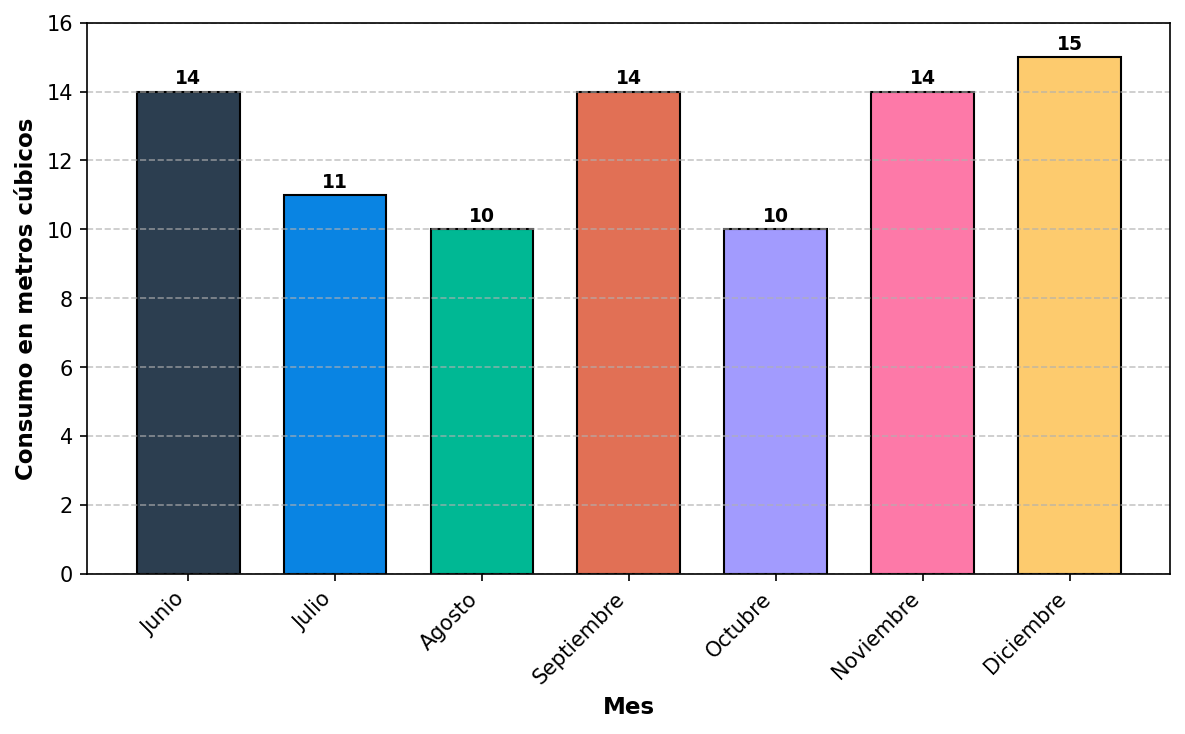 16
14
12
10
8
6
4
2
0
Consumo en metros cúbicos
14
11
10
14
10
14
15
Junio
Julio
Agosto
Septiembre
Octubre
Noviembre
Diciembre
Mes